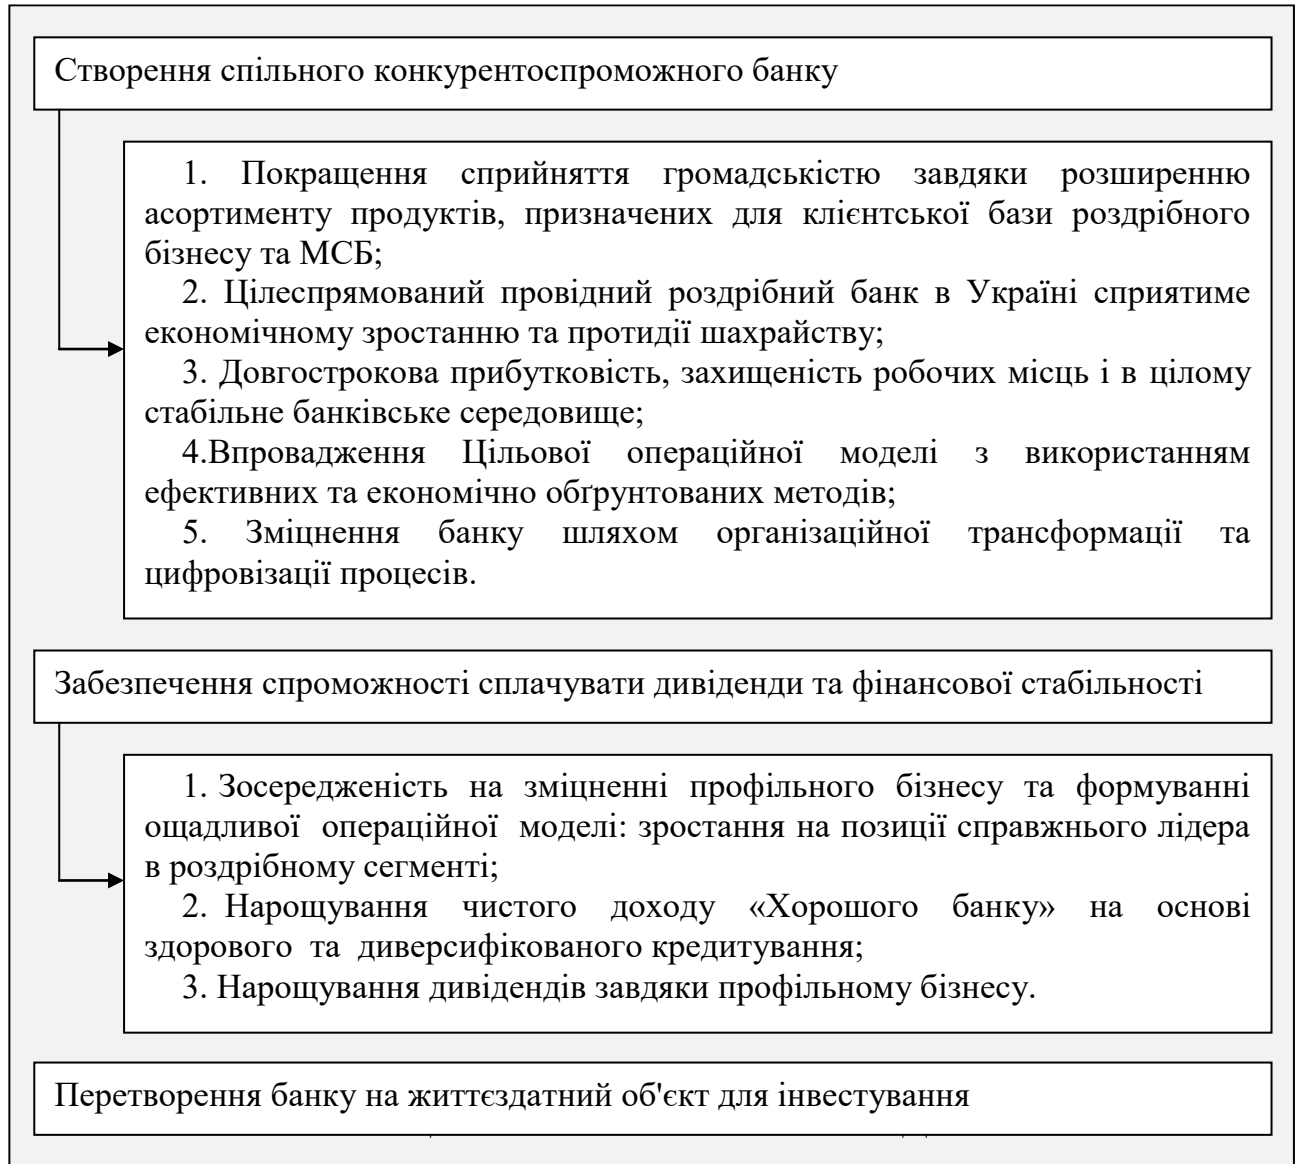 Створення спільного конкурентоспроможного банку
1. Покращення сприйняття громадськістю завдяки розширенню
асортименту продуктів, призначених для клієнтської бази роздрібного
бізнесу та МСБ;
2. Цілеспрямований провідний роздрібний банк в Україні сприятиме
економічному зростанню та протидії шахрайству;
3. Довгострокова прибутковість, захищеність робочих місць і в цілому
стабільне банківське середовище;
4.Впровадження Цільової операційної моделі з використанням
ефективних та економічно обґрунтованих методів;
5. Зміцнення банку шляхом організаційної трансформації та
цифровізації процесів.
Забезпечення спроможності сплачувати дивіденди та фінансової стабільності
1. Зосередженість на зміцненні профільного бізнесу та формуванні
ощадливої операційної моделі: зростання на позиції справжнього лідера
в роздрібному сегменті;
2. Нарощування чистого доходу «Хорошого банку» на основі
здорового та диверсифікованого кредитування;
3. Нарощування дивідендів завдяки профільному бізнесу.
Перетворення банку на життєздатний об'єкт для інвестування